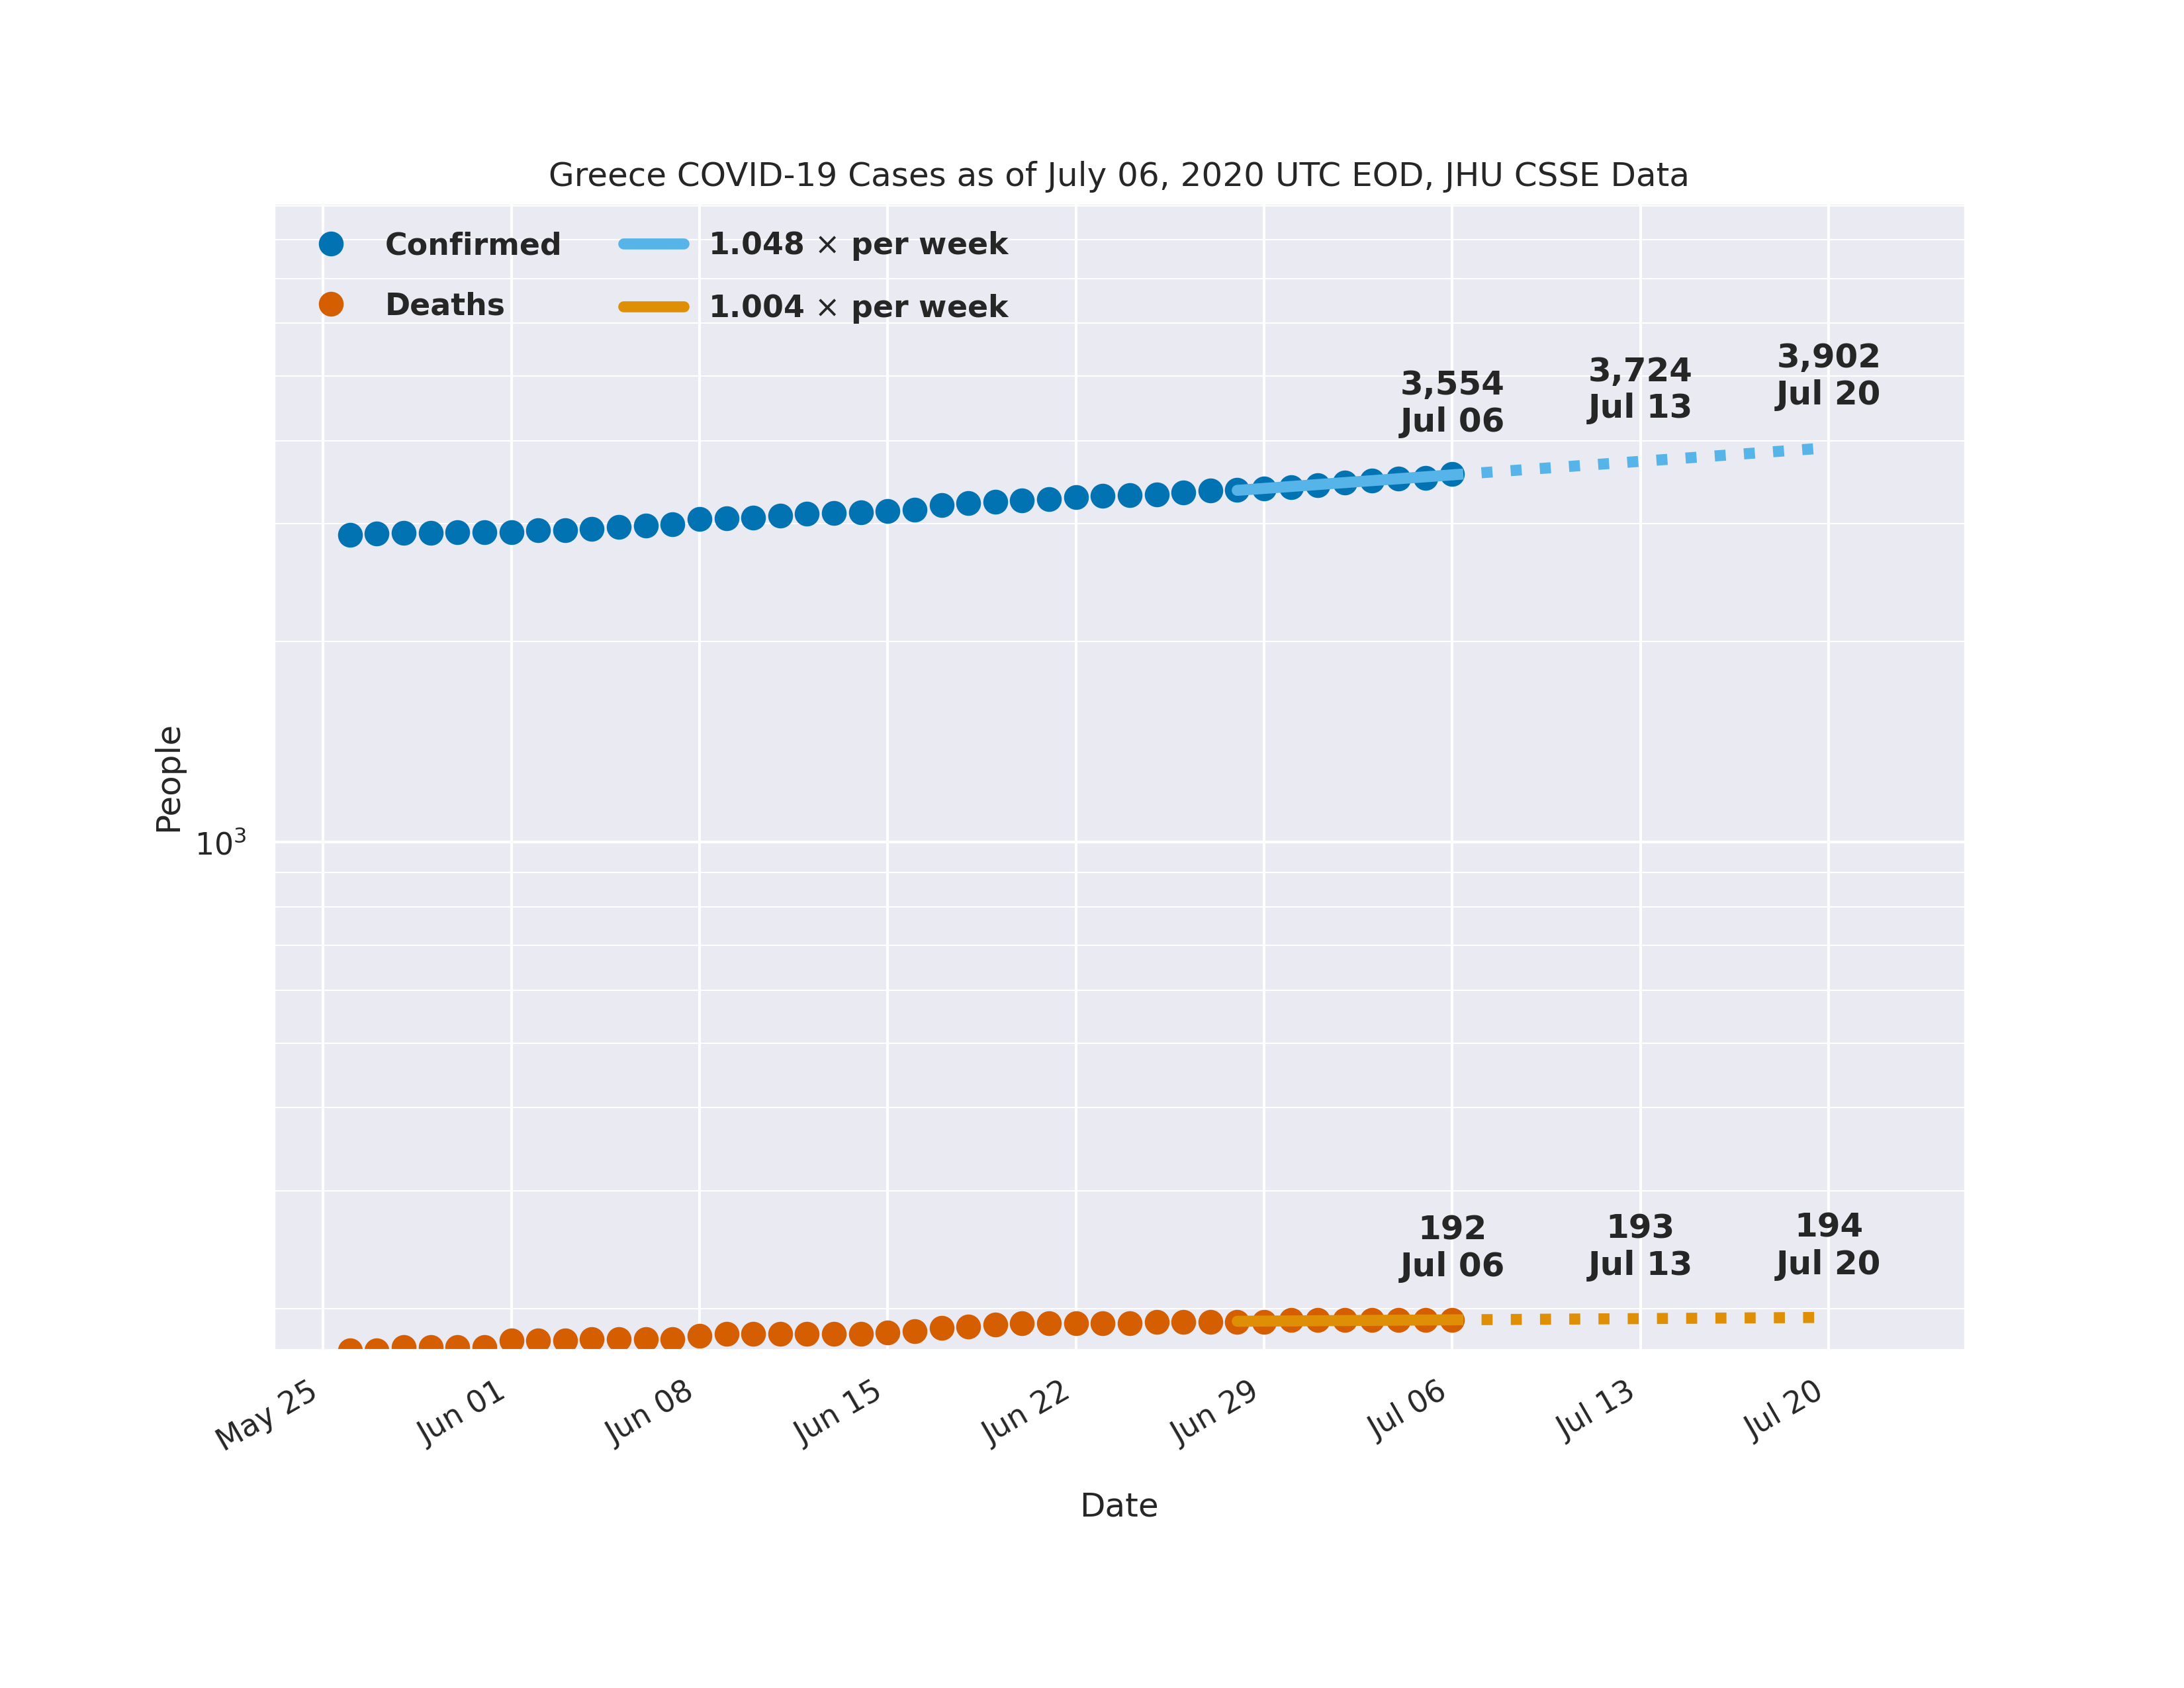 Greece COVID-19 Cases as of July 06, 2020 UTC EOD, JHU CSSE Data
Confirmed
Deaths
1.048 × per week
1.004 × per week
3,554
Jul 06
3,724
Jul 13
3,902
Jul 20
People
10³
192
Jul 06
193
Jul 13
194
Jul 20
May 25
Jun 01
Jun 08
Jun 15
Jun 22
Jun 29
Jul 06
Jul 13
Jul 20
Date